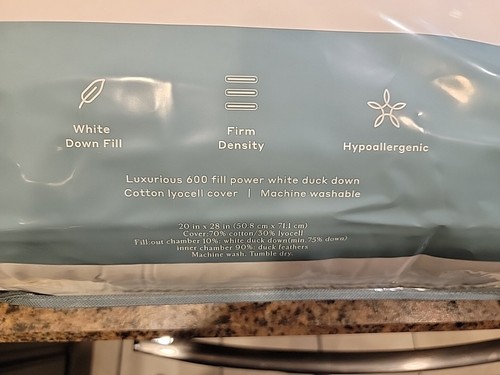 White
Down Fill
Firm
Density
Hypoallergenic
Luxurious 600 fill power white duck down
Cotton lyocell cover | Machine washable
20 in x 28 in (50.8 cm x 71.1 cm)
Cover:70% cotton/30% lyocell
Fill:out chamber 10%: white duck down(min.75% down)
inner chamber 90%: duck feathers
Machine wash. Tumble dry.